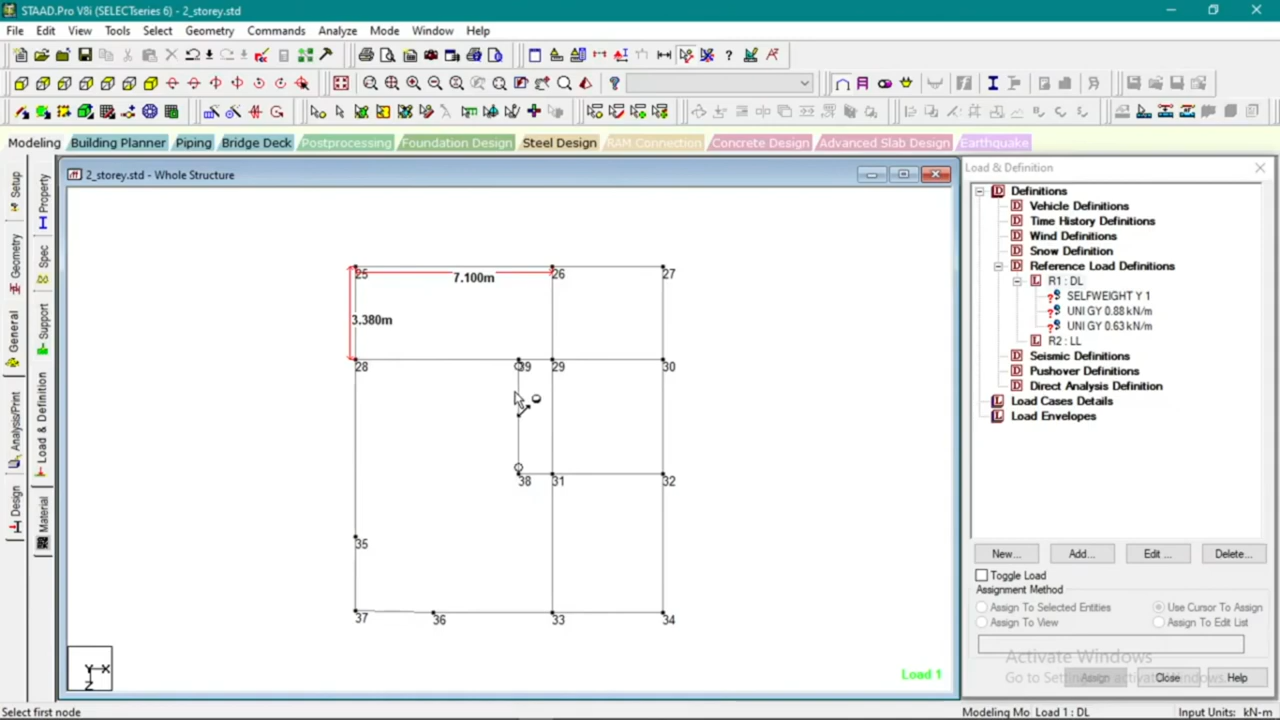 STAAD.Pro V8i (SELECTseries 6) - 2_storey.std
File Edit View Tools Select Geometry Commands Analyze Mode Window Help
Modeling Building Planner Piping Bridge Deck Postprocessing Foundation Design Steel Design RAM Connection Concrete Design Advanced Slab Design Earthquake
Setup
Geometry
General
Analysis/Print
Design
Property
Spec
Support
Load & Definition
Material
2_storey.std - Whole Structure
25 7.100m 26 27
3.380m
28 39 29 30
38 31 32
35
37 36 33 34
Y X
Z
Load 1
Load & Definition
Definitions
Vehicle Definitions
Time History Definitions
Wind Definitions
Snow Definition
Reference Load Definitions
R1 : DL
SELFWEIGHT Y 1
UNI GY 0.88 kN/m
UNI GY 0.63 kN/m
R2 : LL
Seismic Definitions
Pushover Definitions
Direct Analysis Definition
Load Cases Details
Load Envelopes
New... Add... Edit ... Delete...
Toggle Load
Assignment Method
Assign To Selected Entities Use Cursor To Assign
Assign To View Assign To Edit List
Activate Windows
Assign Close Help
Select first node Modeling Mo Load 1 : DL Input Units: kN-m